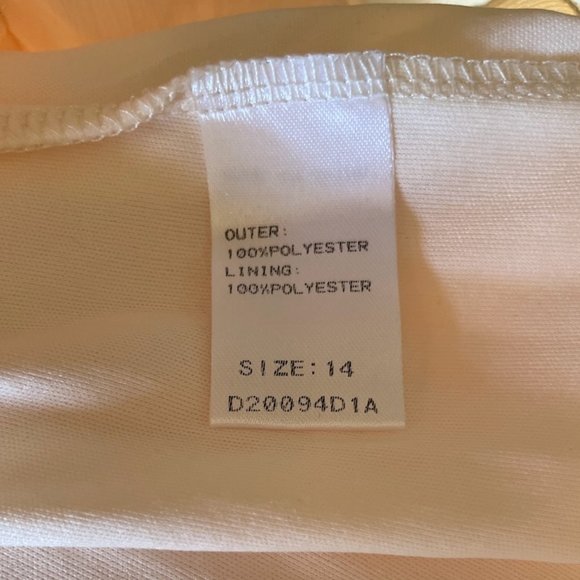 OUTER:
100%POLYESTER
LINING:
100%POLYESTER
SIZE:14
D20094D1A